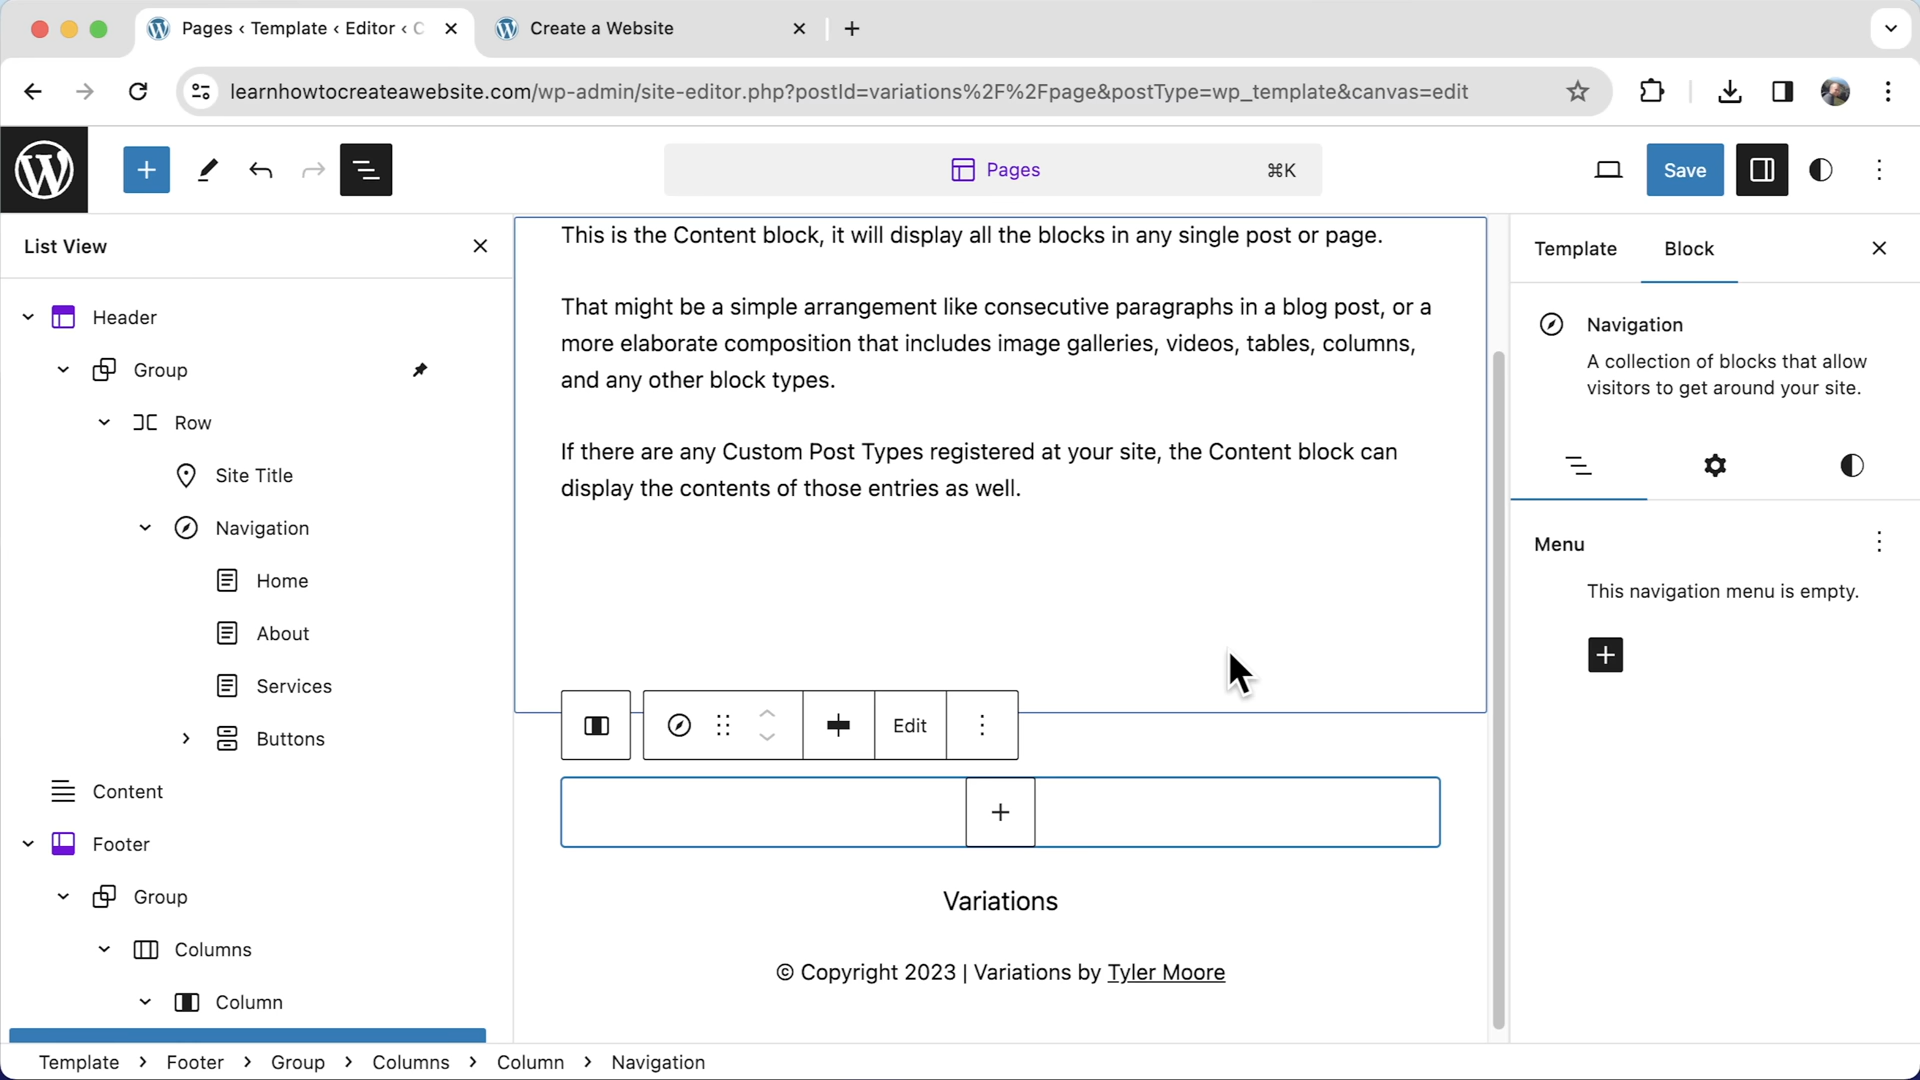 Pages ‹ Template ‹ Editor ‹ C
Create a Website
learnhowtocreateawebsite.com/wp-admin/site-editor.php?postId=variations%2F%2Fpage&postType=wp_template&canvas=edit
Pages
⌘K
Save
List View
Header
Group
Row
Site Title
Navigation
Home
About
Services
Buttons
Content
Footer
Group
Columns
Column
This is the Content block, it will display all the blocks in any single post or page.
That might be a simple arrangement like consecutive paragraphs in a blog post, or a
more elaborate composition that includes image galleries, videos, tables, columns,
and any other block types.
If there are any Custom Post Types registered at your site, the Content block can
display the contents of those entries as well.
Edit
Variations
© Copyright 2023 | Variations by Tyler Moore
Template
Block
Navigation
A collection of blocks that allow
visitors to get around your site.
Menu
This navigation menu is empty.
Template › Footer › Group › Columns › Column › Navigation